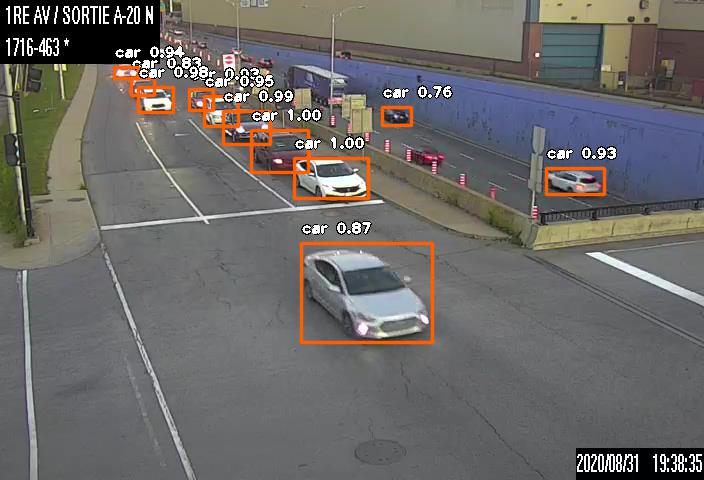 1RE AV / SORTIE A-20 N
1716-463 *
car 0.94
car 0.83
car 0.98
car 0.95
car 0.99
car 0.76
car 1.00
car 1.00
car 0.93
car 0.87
2020/08/31 19:38:35